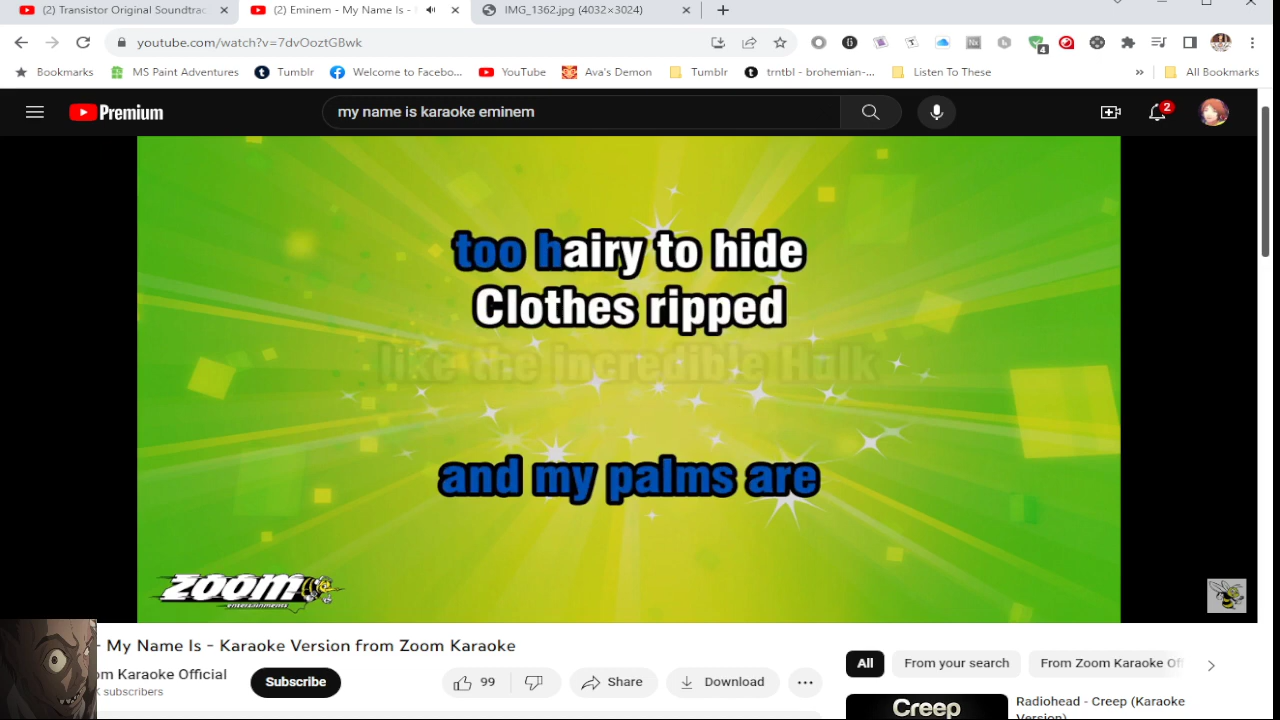 (2) Transistor Original Soundtrac
(2) Eminem - My Name Is -
IMG_1362.jpg (4032×3024)
youtube.com/watch?v=7dvOoztGBwk
4
Bookmarks
MS Paint Adventures
Tumblr
Welcome to Facebo...
YouTube
Ava's Demon
Tumblr
trntbl - brohemian-...
Listen To These
»
All Bookmarks
Premium
my name is karaoke eminem
2
too hairy to hide
Clothes ripped
like the incredible Hulk
and my palms are
ZOOM
entertainments
- My Name Is - Karaoke Version from Zoom Karaoke
om Karaoke Official
K subscribers
Subscribe
99
Share
Download
All
From your search
From Zoom Karaoke Of
Creep
Radiohead - Creep (Karaoke
Version)